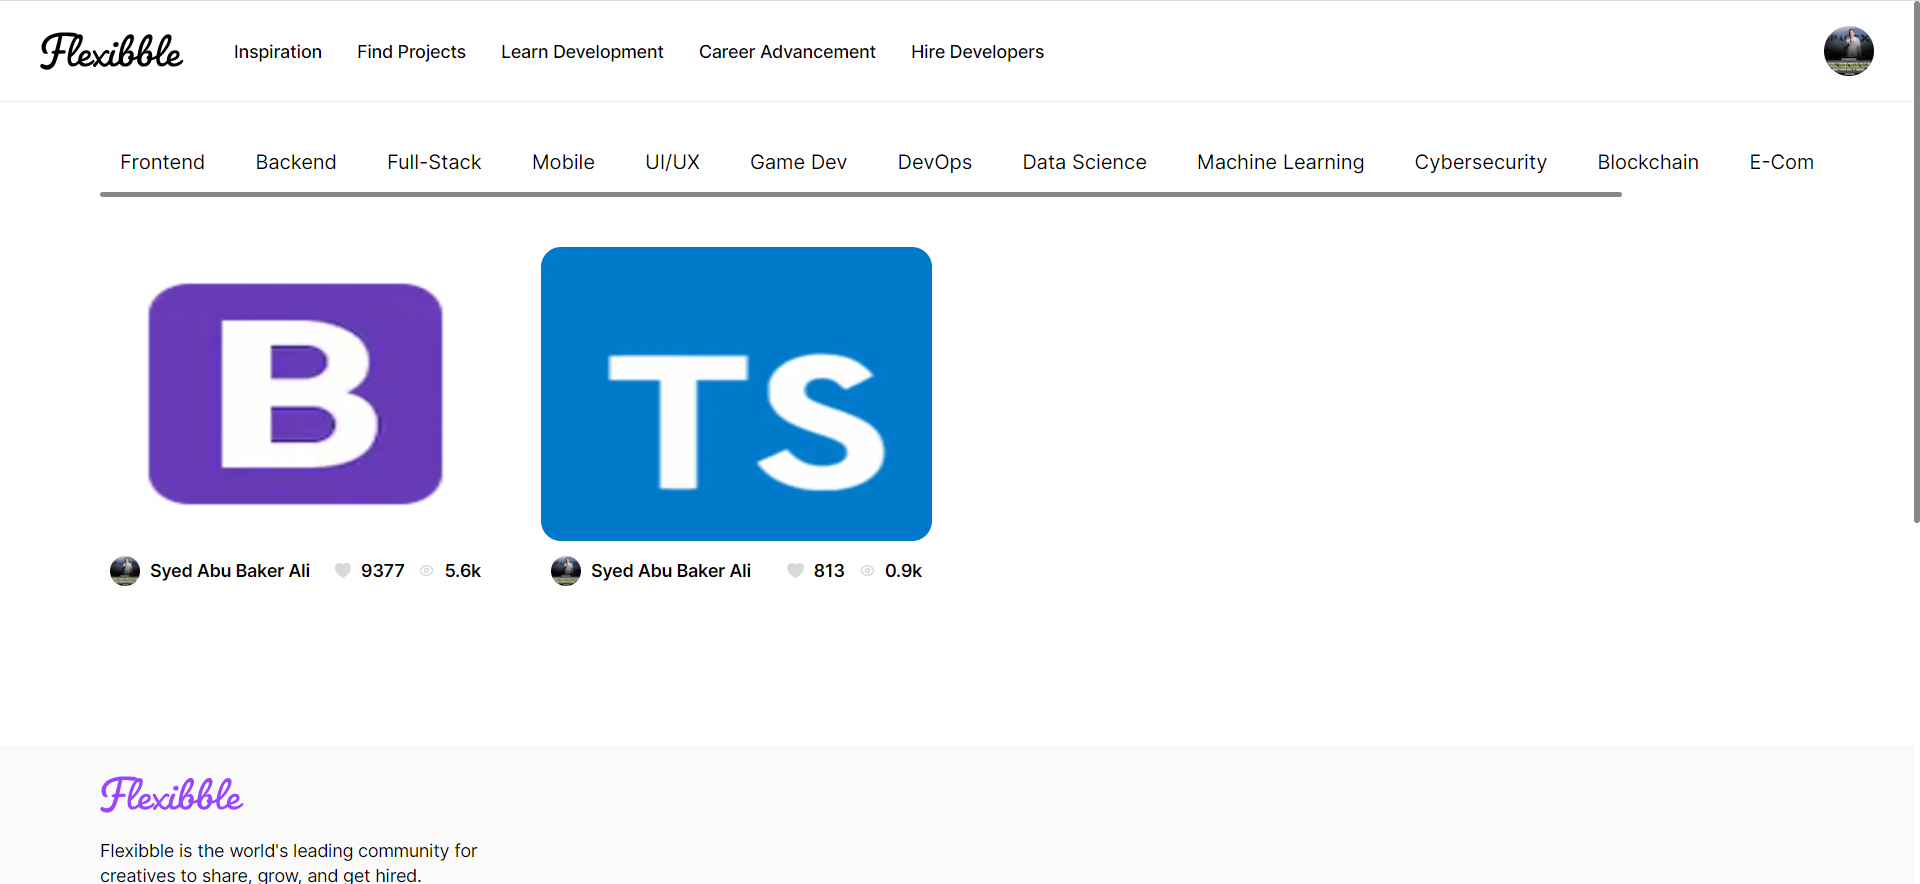 Flexibble Inspiration Find Projects Learn Development Career Advancement Hire Developers
Frontend Backend Full-Stack Mobile UI/UX Game Dev DevOps Data Science Machine Learning Cybersecurity Blockchain E-Com
B
TS
Syed Abu Baker Ali 9377 5.6k
Syed Abu Baker Ali 813 0.9k
Flexibble
Flexibble is the world's leading community for
creatives to share, grow, and get hired.